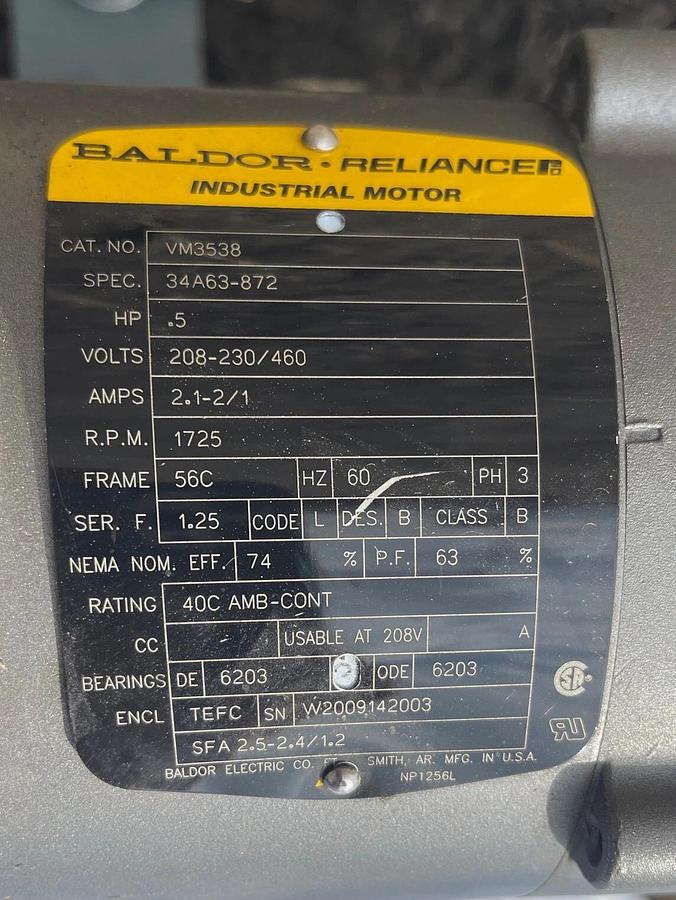 BALDOR · RELIANCE
INDUSTRIAL MOTOR
CAT. NO. VM3538
SPEC. 34A63-872
HP .5
VOLTS 208-230/460
AMPS 2.1-2/1
R.P.M. 1725
FRAME 56C HZ 60 PH 3
SER. F. 1.25 CODE L DES. B CLASS B
NEMA NOM. EFF. 74 % P.F. 63 %
RATING 40C AMB-CONT
CC USABLE AT 208V A
BEARINGS DE 6203 ODE 6203
ENCL TEFC SN W2009142003
SFA 2.5-2.4/1.2
BALDOR ELECTRIC CO. SMITH, AR. MFG. IN U.S.A.
NP1256L